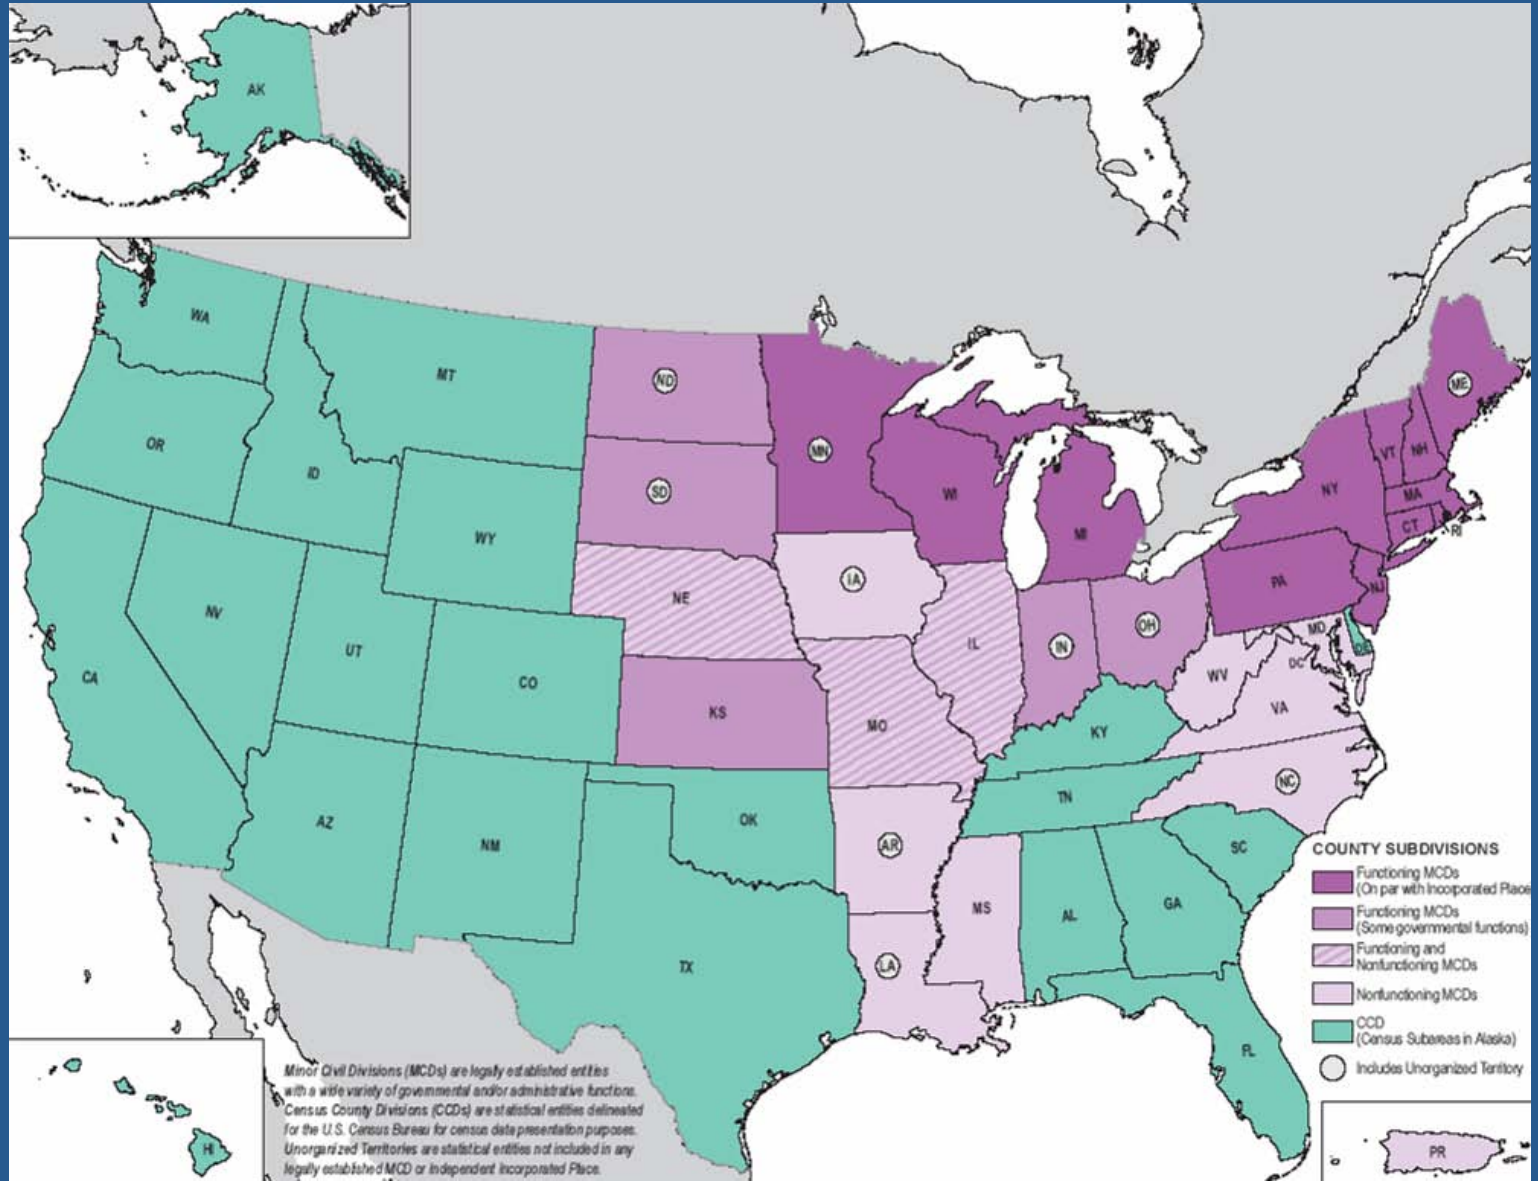 AK
WA
MT
ND
MN
ME
OR
ID
SD
WI
MI
NY
VT
NH
MA
CT
RI
WY
NE
IA
IL
IN
OH
PA
NJ
NV
UT
CO
KS
MO
WV
MD
DC
DE
VA
CA
KY
AZ
NM
OK
AR
TN
NC
SC
TX
LA
MS
AL
GA
FL
COUNTY SUBDIVISIONS
Functioning MCDs
(On par with Incorporated Place
Functioning MCDs
(Some governmental functions)
Functioning and
Nonfunctioning MCDs
Nonfunctioning MCDs
CCD
(Census Subareas in Alaska)
Includes Unorganized Territory
Minor Civil Divisions (MCDs) are legally established entities
with a wide variety of governmental and/or administrative functions.
Census County Divisions (CCDs) are statistical entities delineated
for the U.S. Census Bureau for census data presentation purposes.
Unorganized Territories are statistical entities not included in any
legally established MCD or independent incorporated Place.
HI
PR